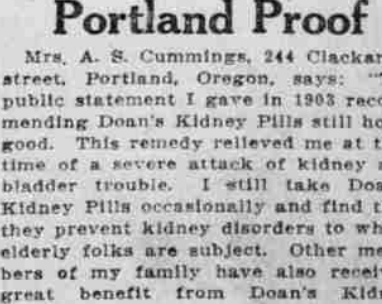 Portland Proof
Mrs. A. S. Cummings, 244 Clackam
street, Portland, Oregon, says: "
public statement I gave in 1903 reco
mending Doan's Kidney Pills still ho
good. This remedy relieved me at t
time of a severe attack of kidney a
bladder trouble. I still take Doa
Kidney Pills occasionally and find t
they prevent kidney disorders to wh
elderly folks are subject. Other me
bers of my family have also recei
great benefit from Doan's Kidn